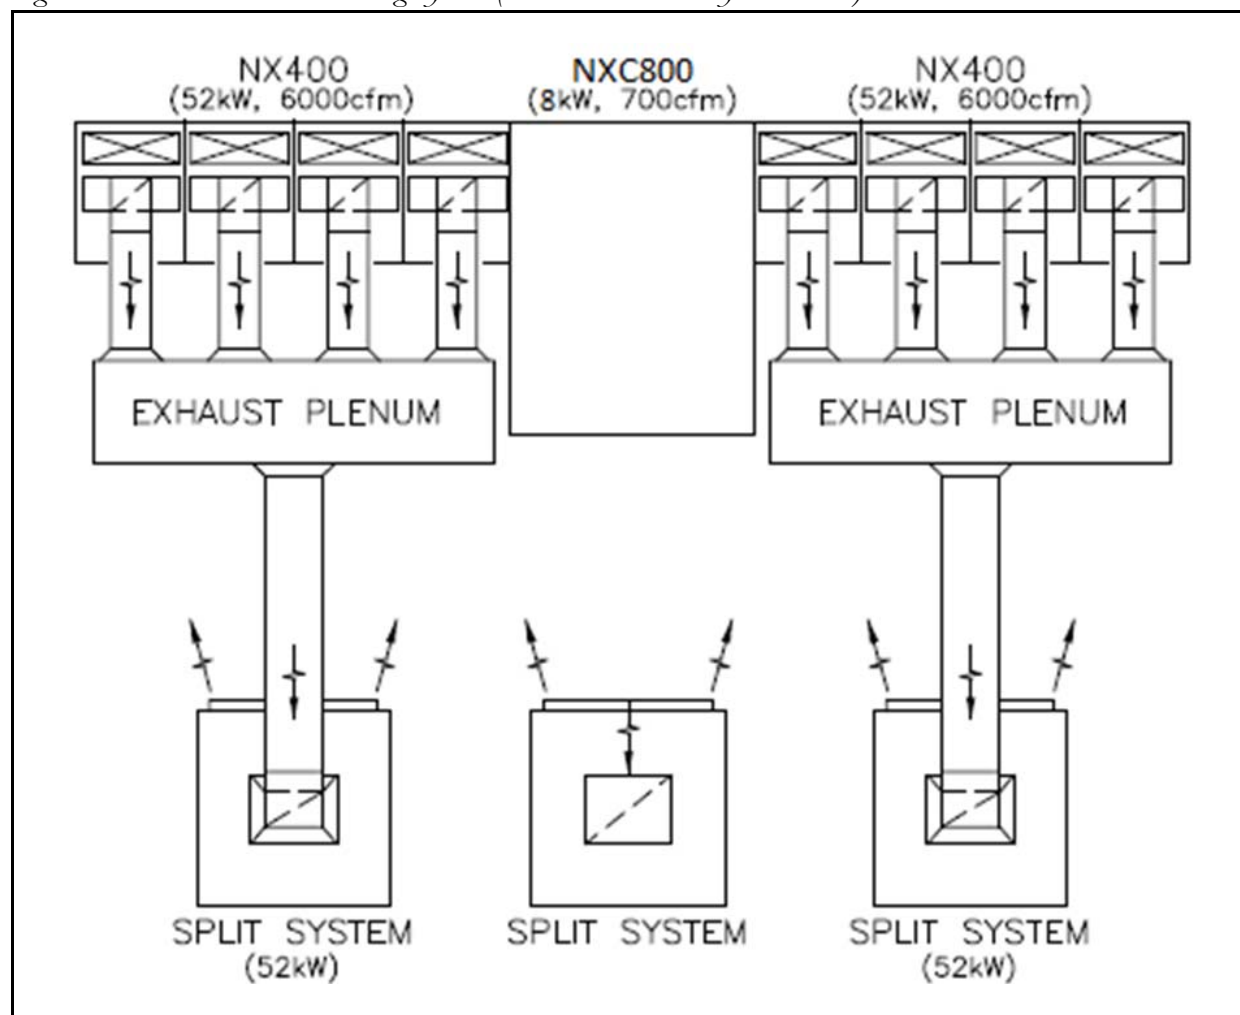 NX400
(52kW, 6000cfm)
NXC800
(8kW, 700cfm)
NX400
(52kW, 6000cfm)
EXHAUST PLENUM
EXHAUST PLENUM
SPLIT SYSTEM
(52kW)
SPLIT SYSTEM
SPLIT SYSTEM
(52kW)